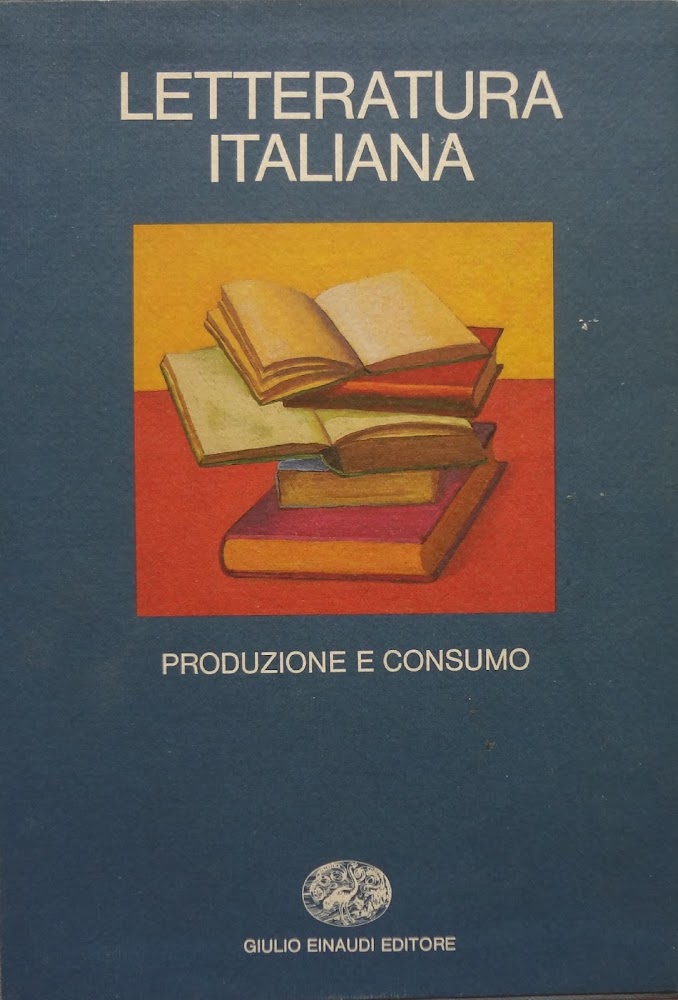 LETTERATURA
ITALIANA
PRODUZIONE E CONSUMO
GIULIO EINAUDI EDITORE